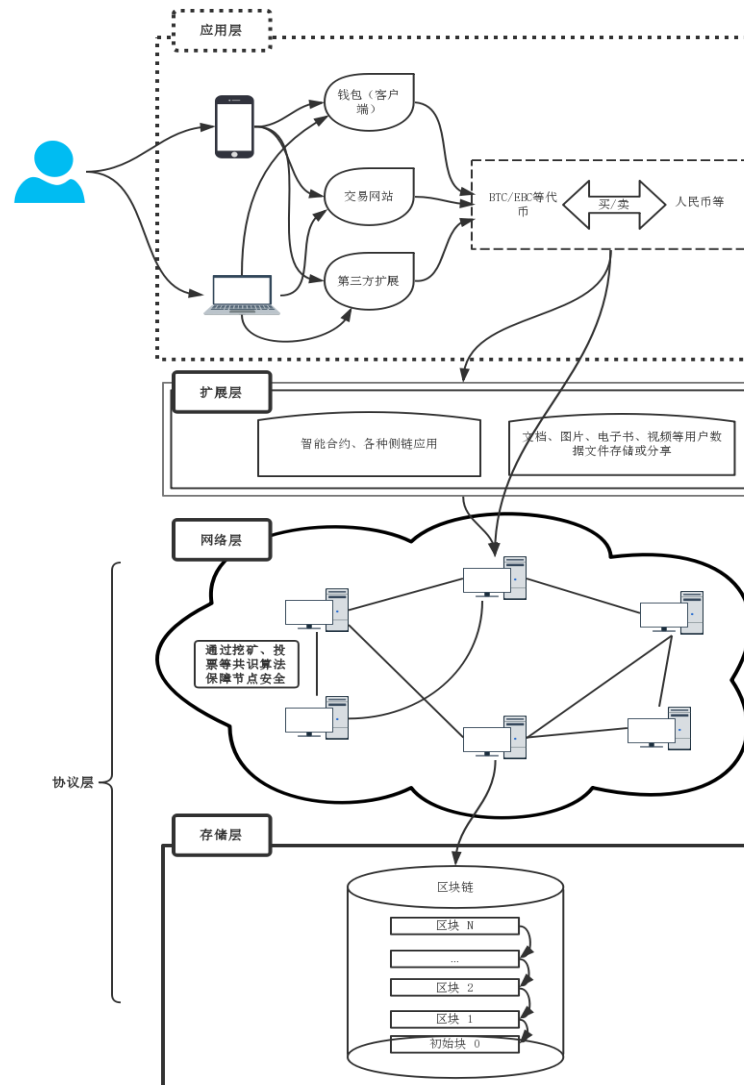 应用层
钱包（客户
端）
交易网站
第三方扩展
BTC/EBC等代
币
买/卖
人民币等
扩展层
智能合约、各种侧链应用
文档、图片、电子书、视频等用户数
据文件存储或分享
网络层
通过挖矿、投
票等共识算法
保障节点安全
协议层
存储层
区块链
区块 N
...
区块 2
区块 1
初始块 0